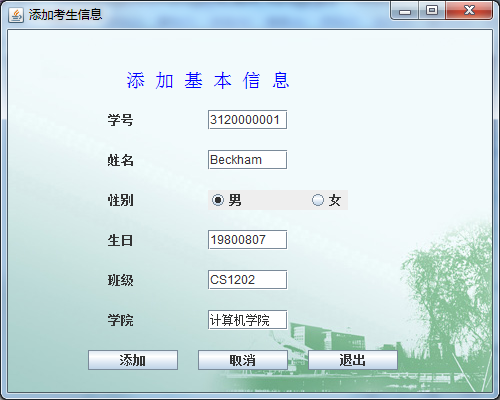 添加考生信息
添加基本信息
学号 3120000001
姓名 Beckham
性别 男 女
生日 19800807
班级 CS1202
学院 计算机学院
添加 取消 退出